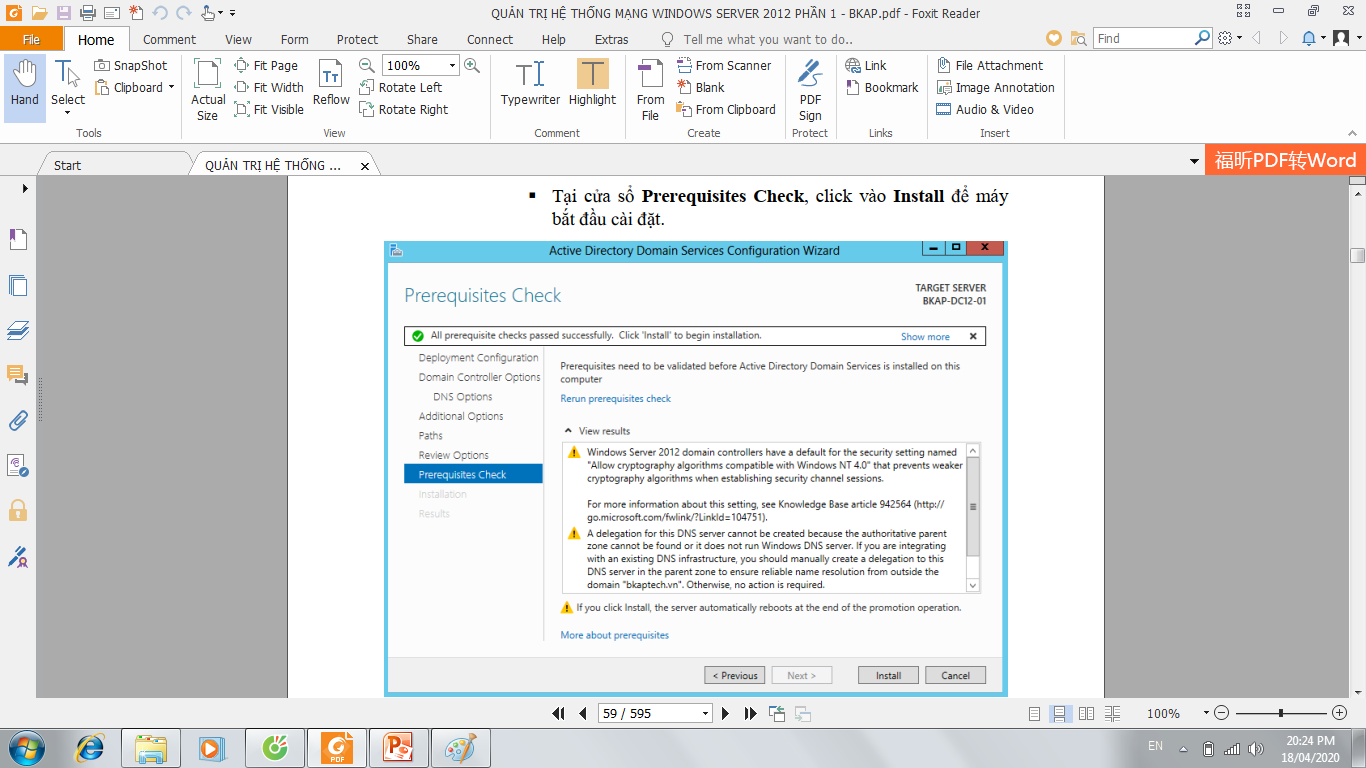 QUẢN TRỊ HỆ THỐNG MẠNG WINDOWS SERVER 2012 PHẦN 1 - BKAP.pdf - Foxit Reader
File Home Comment View Form Protect Share Connect Help Extras Tell me what you want to do.. Find
Hand
Select
SnapShot
Clipboard
Tools
Actual Size
Fit Page
Fit Width
Fit Visible
Reflow
100%
Rotate Left
Rotate Right
View
Typewriter
Highlight
Comment
From File
From Scanner
Blank
From Clipboard
Create
PDF Sign
Protect
Link
Bookmark
Links
File Attachment
Image Annotation
Audio & Video
Insert
Start
QUẢN TRỊ HỆ THỐNG ...
福昕PDF转Word
▪ Tại cửa sổ Prerequisites Check, click vào Install để máy
bắt đầu cài đặt.
Active Directory Domain Services Configuration Wizard
Prerequisites Check
TARGET SERVER
BKAP-DC12-01
All prerequisite checks passed successfully. Click 'Install' to begin installation.
Show more
Deployment Configuration
Domain Controller Options
DNS Options
Additional Options
Paths
Review Options
Prerequisites Check
Installation
Results
Prerequisites need to be validated before Active Directory Domain Services is installed on this
computer
Rerun prerequisites check
View results
Windows Server 2012 domain controllers have a default for the security setting named
"Allow cryptography algorithms compatible with Windows NT 4.0" that prevents weaker
cryptography algorithms when establishing security channel sessions.
For more information about this setting, see Knowledge Base article 942564 (http://
go.microsoft.com/fwlink/?LinkId=104751).
A delegation for this DNS server cannot be created because the authoritative parent
zone cannot be found or it does not run Windows DNS server. If you are integrating
with an existing DNS infrastructure, you should manually create a delegation to this
DNS server in the parent zone to ensure reliable name resolution from outside the
domain "bkaptech.vn". Otherwise, no action is required.
If you click Install, the server automatically reboots at the end of the promotion operation.
More about prerequisites
< Previous
Next >
Install
Cancel
59 / 595
100%
EN
20:24 PM
18/04/2020